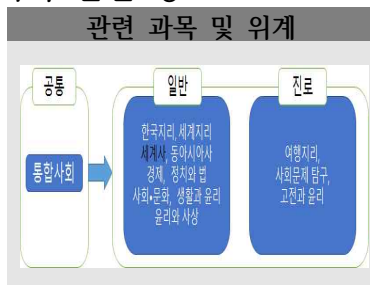 관련 과목 및 위계
공통
일반
진로
통합사회
한국지리, 세계지리
세계사, 동아시아사
경제, 정치와 법
사회•문화, 생활과 윤리
윤리와 사상
여행지리,
사회문제 탐구,
고전과 윤리